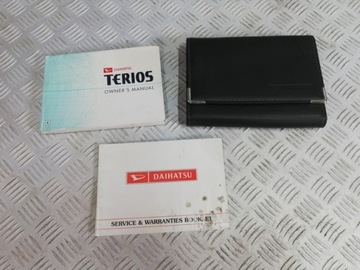 DAIHATSU
TERIOS
OWNER'S MANUAL
DAIHATSU
SERVICE & WARRANTIES BOOKLET